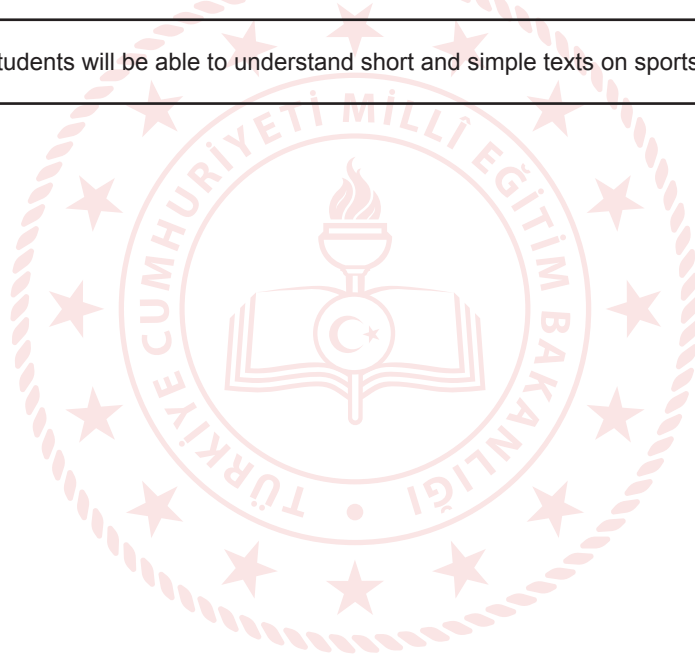 tudents will be able to understand short and simple texts on sports
TÜRKİYE CUMHURİYETİ MİLLÎ EĞİTİM BAKANLIĞI